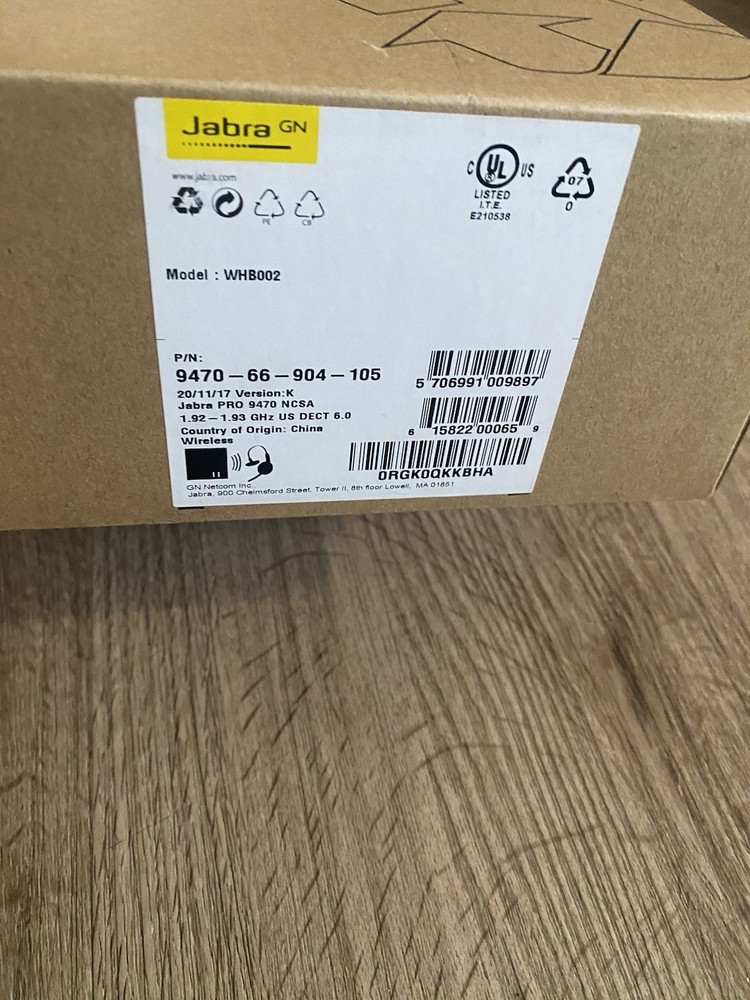 Jabra GN
www.jabra.com
PE
CB
C UL US
LISTED
I.T.E.
E210538
07
0
Model : WHB002
P/N:
9470-66-904-105
20/11/17 Version:K
Jabra PRO 9470 NCSA
1.92-1.93 GHz US DECT 6.0
Country of Origin: China
Wireless
5 706991 009897
6 15822 00065 9
0RGK0QKKBHA
GN Netcom Inc.,
Jabra, 900 Chelmsford Street, Tower II, 8th floor Lowell, MA 01851